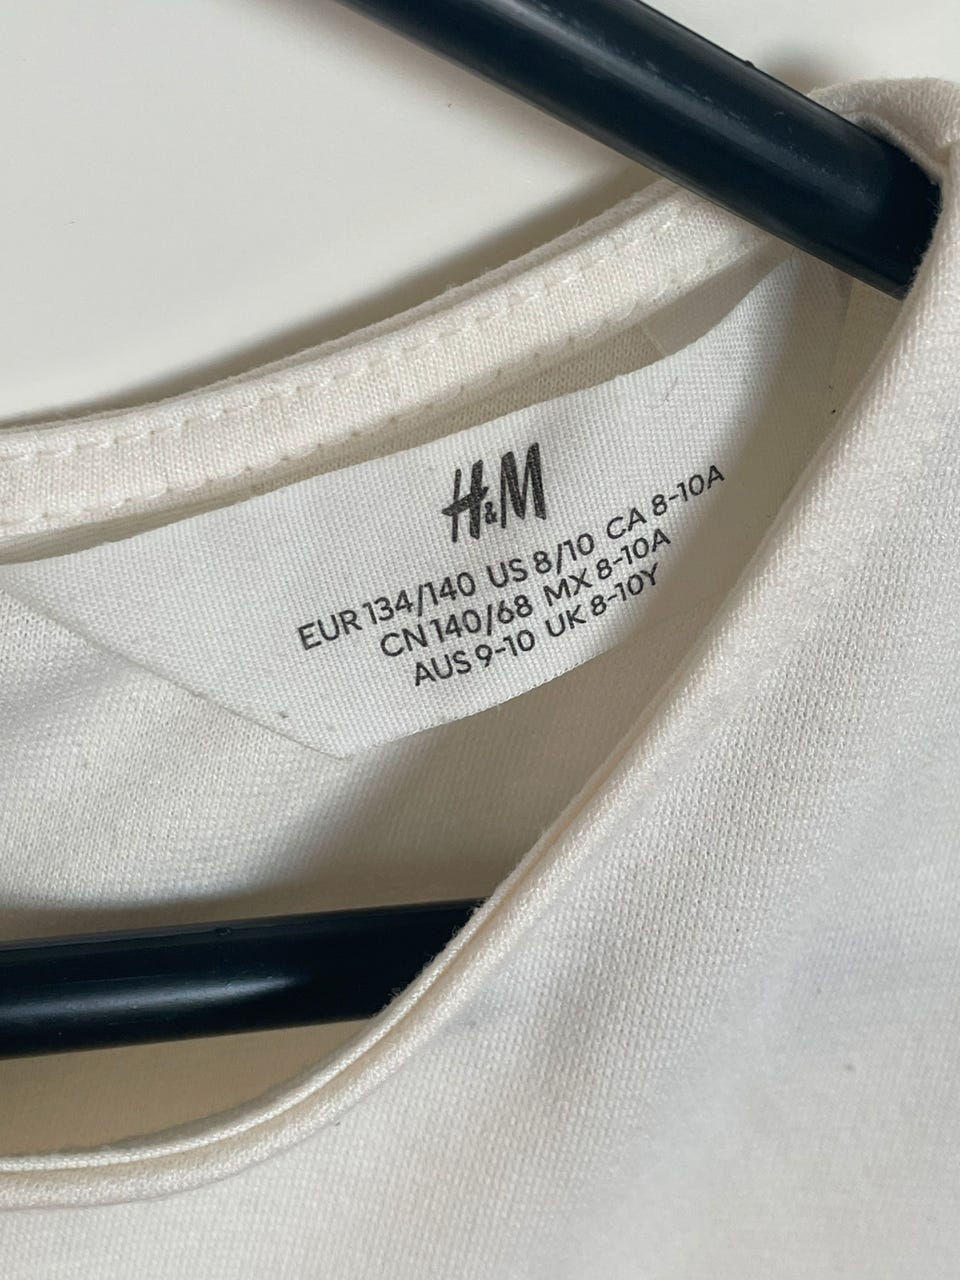 H&M
EUR 134/140 US 8/10 CA 8-10A
CN 140/68 MX 8-10A
AUS 9-10 UK 8-10Y